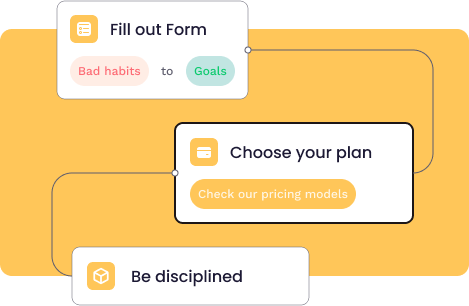 Fill out Form
Bad habits to Goals
Choose your plan
Check our pricing models
Be disciplined